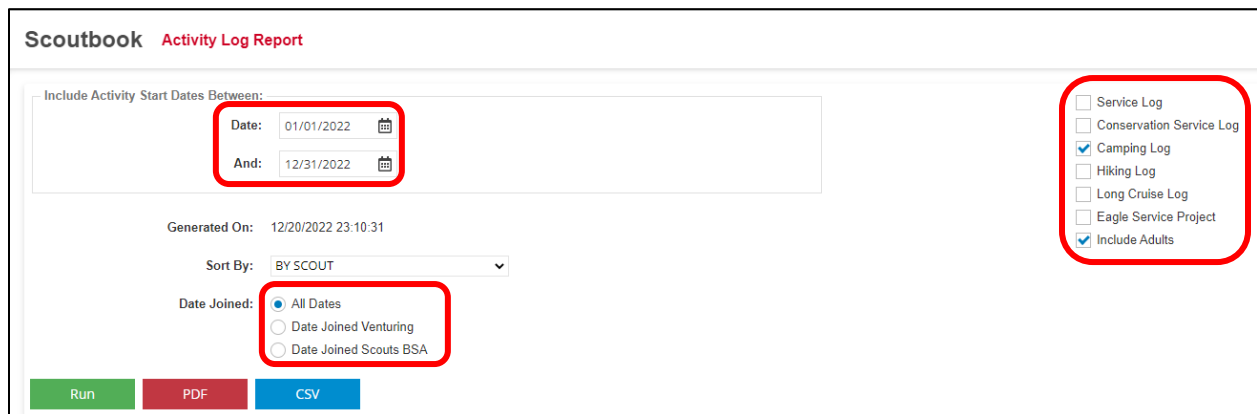 Scoutbook Activity Log Report
Include Activity Start Dates Between:
Date: 01/01/2022
And: 12/31/2022
Generated On: 12/20/2022 23:10:31
Sort By: BY SCOUT
Date Joined: All Dates
Date Joined Venturing
Date Joined Scouts BSA
Run PDF CSV
Service Log
Conservation Service Log
Camping Log
Hiking Log
Long Cruise Log
Eagle Service Project
Include Adults